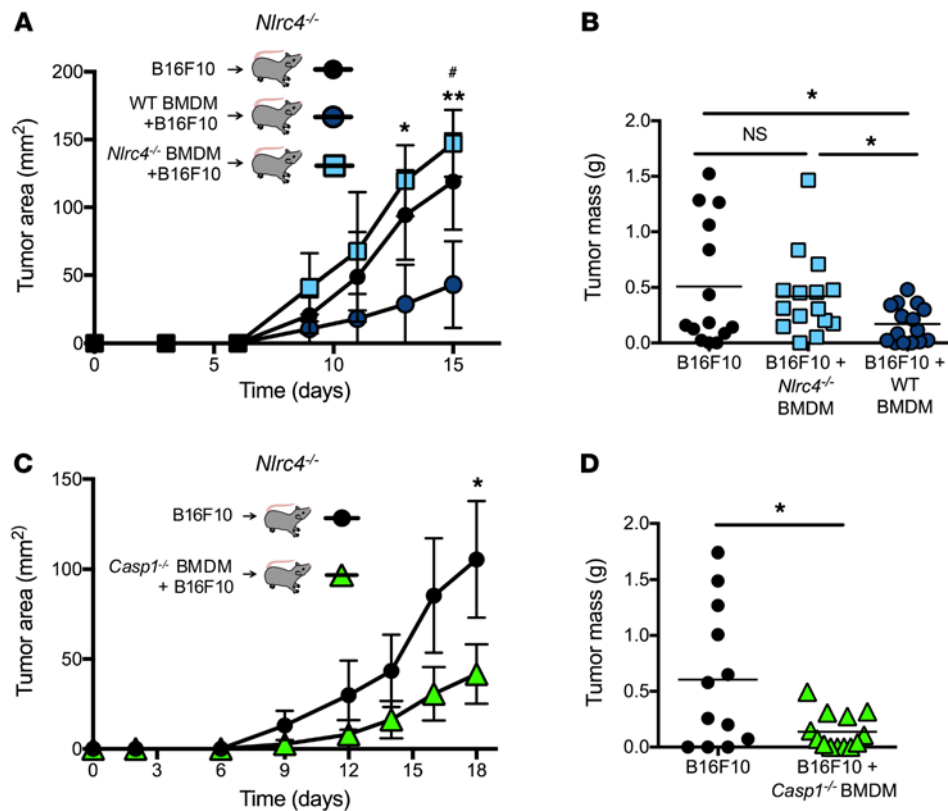 A
Nlrc4-/-
B16F10
WT BMDM
+B16F10
Nlrc4-/- BMDM
+B16F10
#
**
*
200
150
100
50
0
Tumor area (mm2)
0
5
10
15
Time (days)
B
*
NS
*
2.0
1.5
1.0
0.5
0.0
Tumor mass (g)
B16F10
B16F10 +
Nlrc4-/-
BMDM
B16F10 +
WT
BMDM
C
Nlrc4-/-
B16F10
Casp1-/- BMDM
+ B16F10
*
150
100
50
0
Tumor area (mm2)
0
3
6
9
12
15
18
Time (days)
D
*
2.0
1.5
1.0
0.5
0.0
Tumor mass (g)
B16F10
B16F10 +
Casp1-/- BMDM